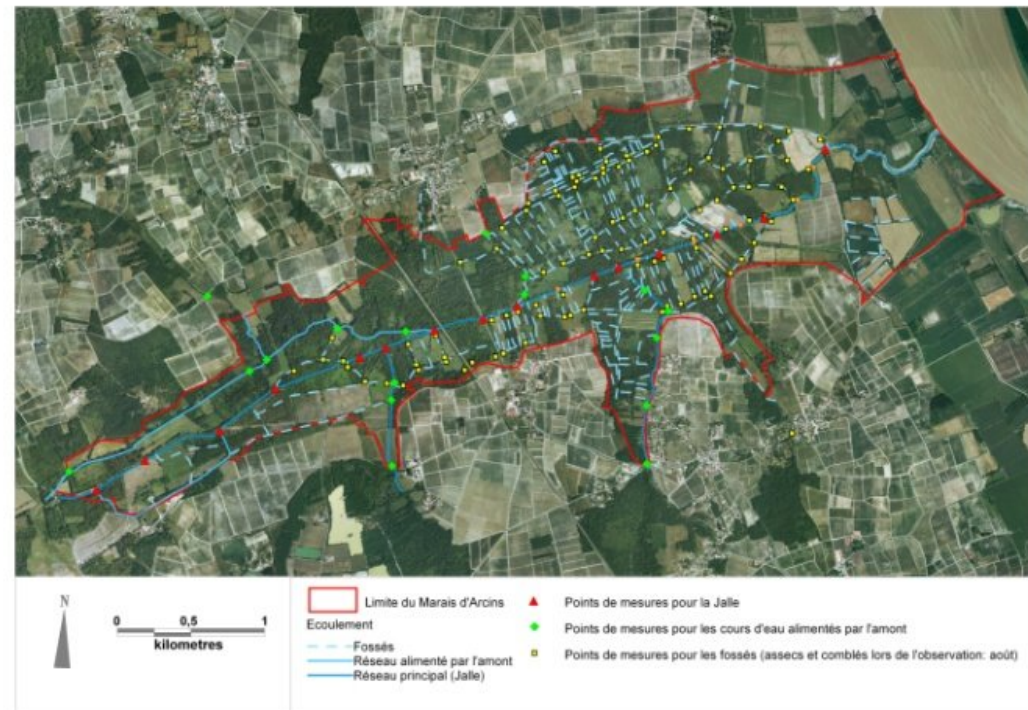 N
0 0,5 1
kilometres
Limite du Marais d'Arcins
Ecoulement
Fossés
Réseau alimenté par l'amont
Réseau principal (Jalle)
Points de mesures pour la Jalle
Points de mesures pour les cours d'eau alimentés par l'amont
Points de mesures pour les fossés (assecs et comblés lors de l'observation: août)